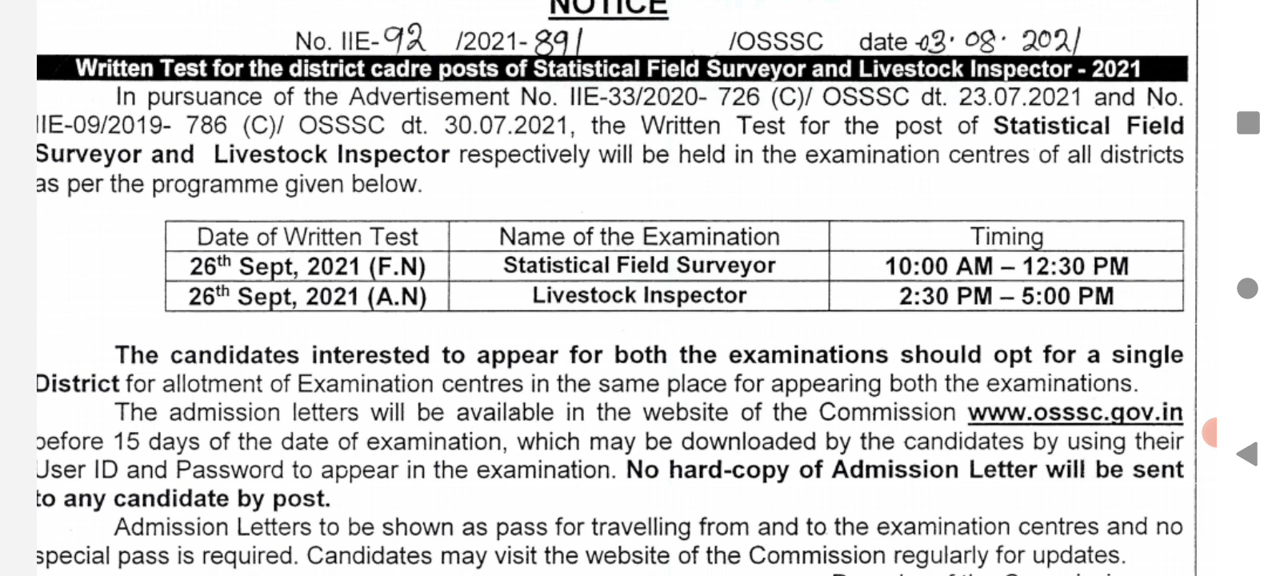 NOTICE
No. IIE-92 /2021-891 /OSSSC date 03.08.2021
Written Test for the district cadre posts of Statistical Field Surveyor and Livestock Inspector - 2021
In pursuance of the Advertisement No. IIE-33/2020- 726 (C)/ OSSSC dt. 23.07.2021 and No.
IIE-09/2019- 786 (C)/ OSSSC dt. 30.07.2021, the Written Test for the post of Statistical Field
Surveyor and Livestock Inspector respectively will be held in the examination centres of all districts
as per the programme given below.
Date of Written Test Name of the Examination Timing
26th Sept, 2021 (F.N) Statistical Field Surveyor 10:00 AM – 12:30 PM
26th Sept, 2021 (A.N) Livestock Inspector 2:30 PM – 5:00 PM
The candidates interested to appear for both the examinations should opt for a single
District for allotment of Examination centres in the same place for appearing both the examinations.
The admission letters will be available in the website of the Commission www.osssc.gov.in
before 15 days of the date of examination, which may be downloaded by the candidates by using their
User ID and Password to appear in the examination. No hard-copy of Admission Letter will be sent
to any candidate by post.
Admission Letters to be shown as pass for travelling from and to the examination centres and no
special pass is required. Candidates may visit the website of the Commission regularly for updates.